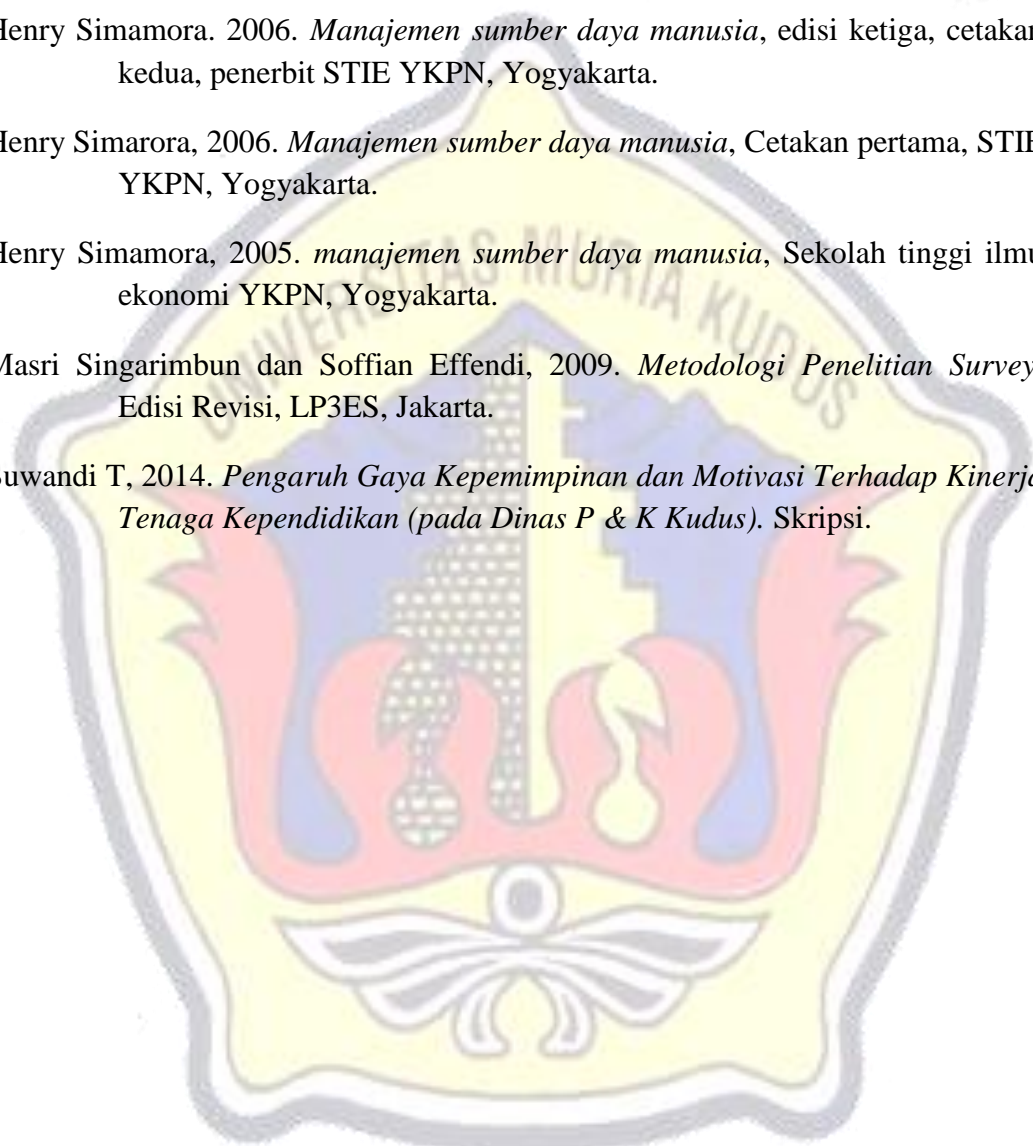 Henry Simamora. 2006. Manajemen sumber daya manusia, edisi ketiga, cetakan
kedua, penerbit STIE YKPN, Yogyakarta.
Henry Simarora, 2006. Manajemen sumber daya manusia, Cetakan pertama, STIE
YKPN, Yogyakarta.
Henry Simamora, 2005. manajemen sumber daya manusia, Sekolah tinggi ilmu
ekonomi YKPN, Yogyakarta.
Masri Singarimbun dan Soffian Effendi, 2009. Metodologi Penelitian Survey,
Edisi Revisi, LP3ES, Jakarta.
Suwandi T, 2014. Pengaruh Gaya Kepemimpinan dan Motivasi Terhadap Kinerja
Tenaga Kependidikan (pada Dinas P & K Kudus). Skripsi.
UNIVERSITAS MURIA KUDUS